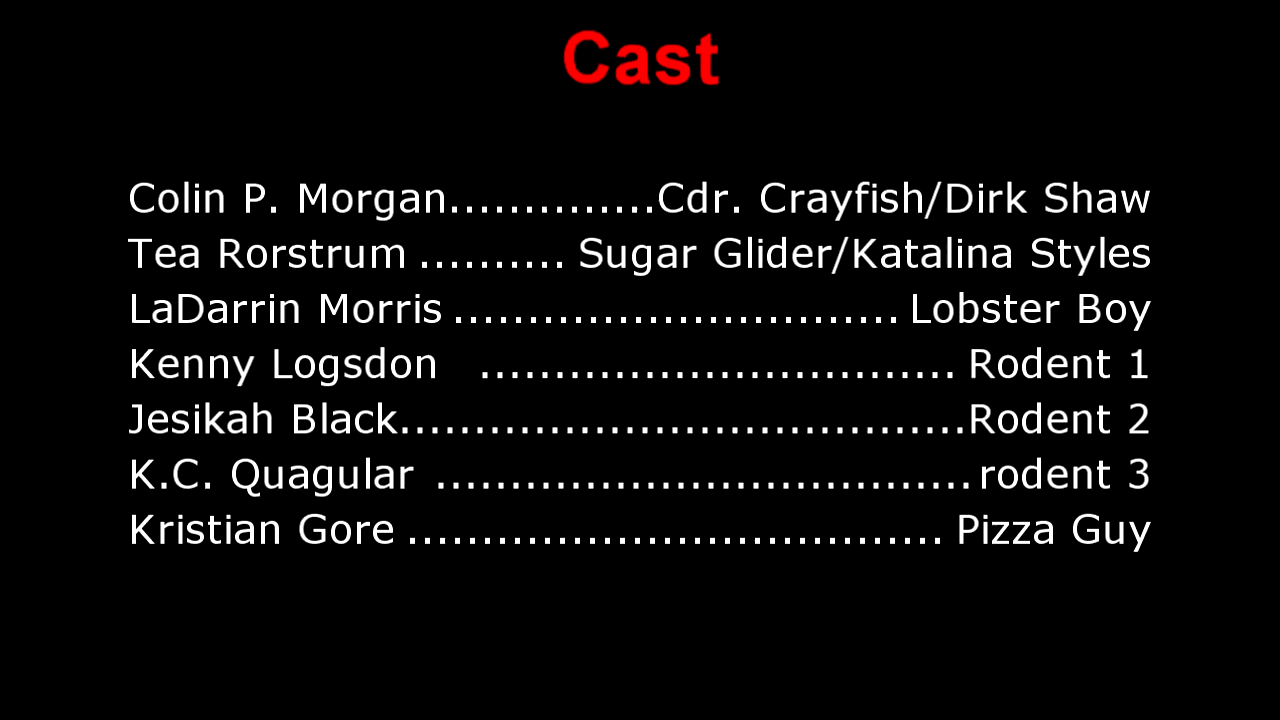 Cast
Colin P. Morgan..............Cdr. Crayfish/Dirk Shaw
Tea Rorstrum .......... Sugar Glider/Katalina Styles
LaDarrin Morris .............................. Lobster Boy
Kenny Logsdon ................................ Rodent 1
Jesikah Black......................................Rodent 2
K.C. Quagular .................................... rodent 3
Kristian Gore .................................... Pizza Guy